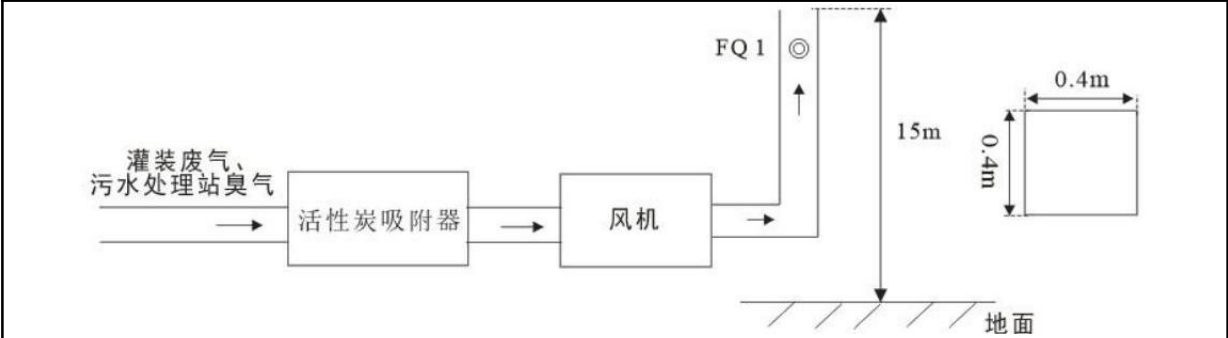 FQ 1
0.4m
15m
0.4m
灌装废气、
污水处理站臭气
活性炭吸附器
风机
地面